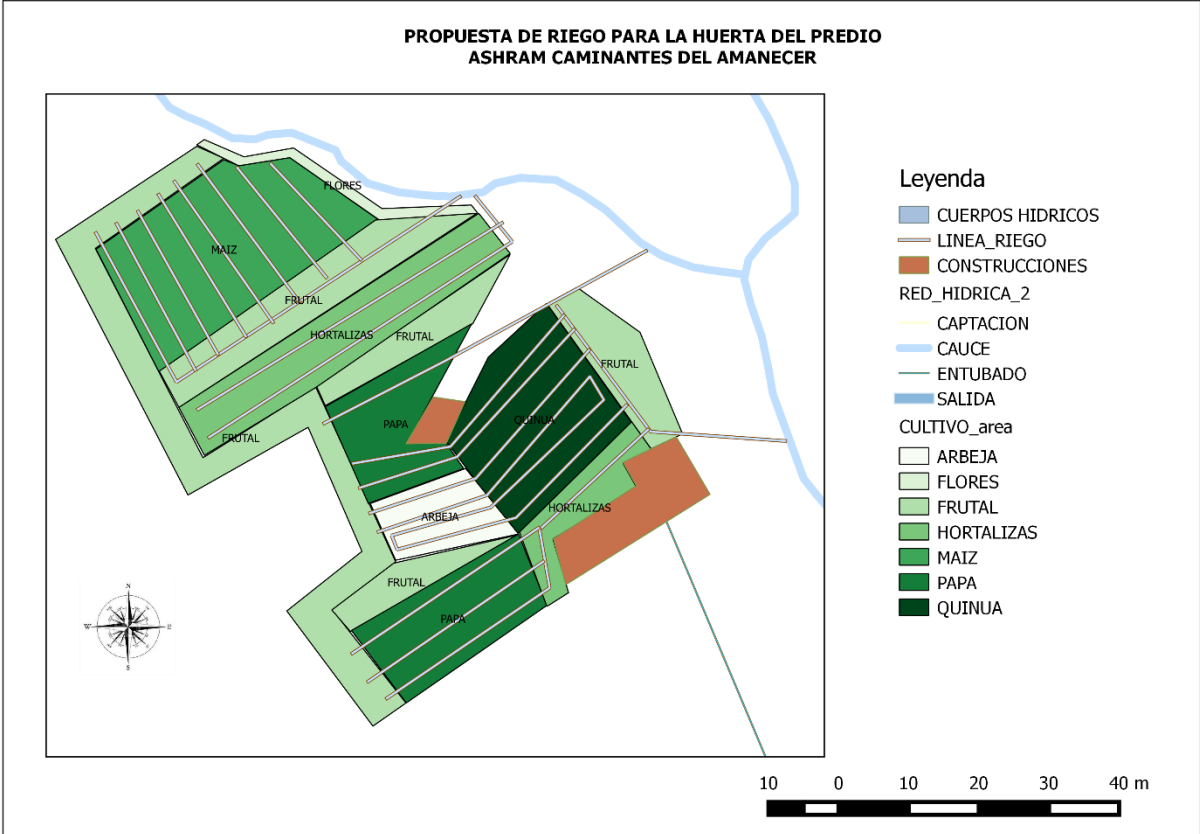 PROPUESTA DE RIEGO PARA LA HUERTA DEL PREDIO
ASHRAM CAMINANTES DEL AMANECER
FLORES
MAIZ
FRUTAL
HORTALIZAS
FRUTAL
FRUTAL
PAPA
QUINUA
FRUTAL
HORTALIZAS
ARBEJA
FRUTAL
PAPA
N
W
E
S
Leyenda
CUERPOS HIDRICOS
LINEA_RIEGO
CONSTRUCCIONES
RED_HIDRICA_2
CAPTACION
CAUCE
ENTUBADO
SALIDA
CULTIVO_area
ARBEJA
FLORES
FRUTAL
HORTALIZAS
MAIZ
PAPA
QUINUA
10 0 10 20 30 40 m